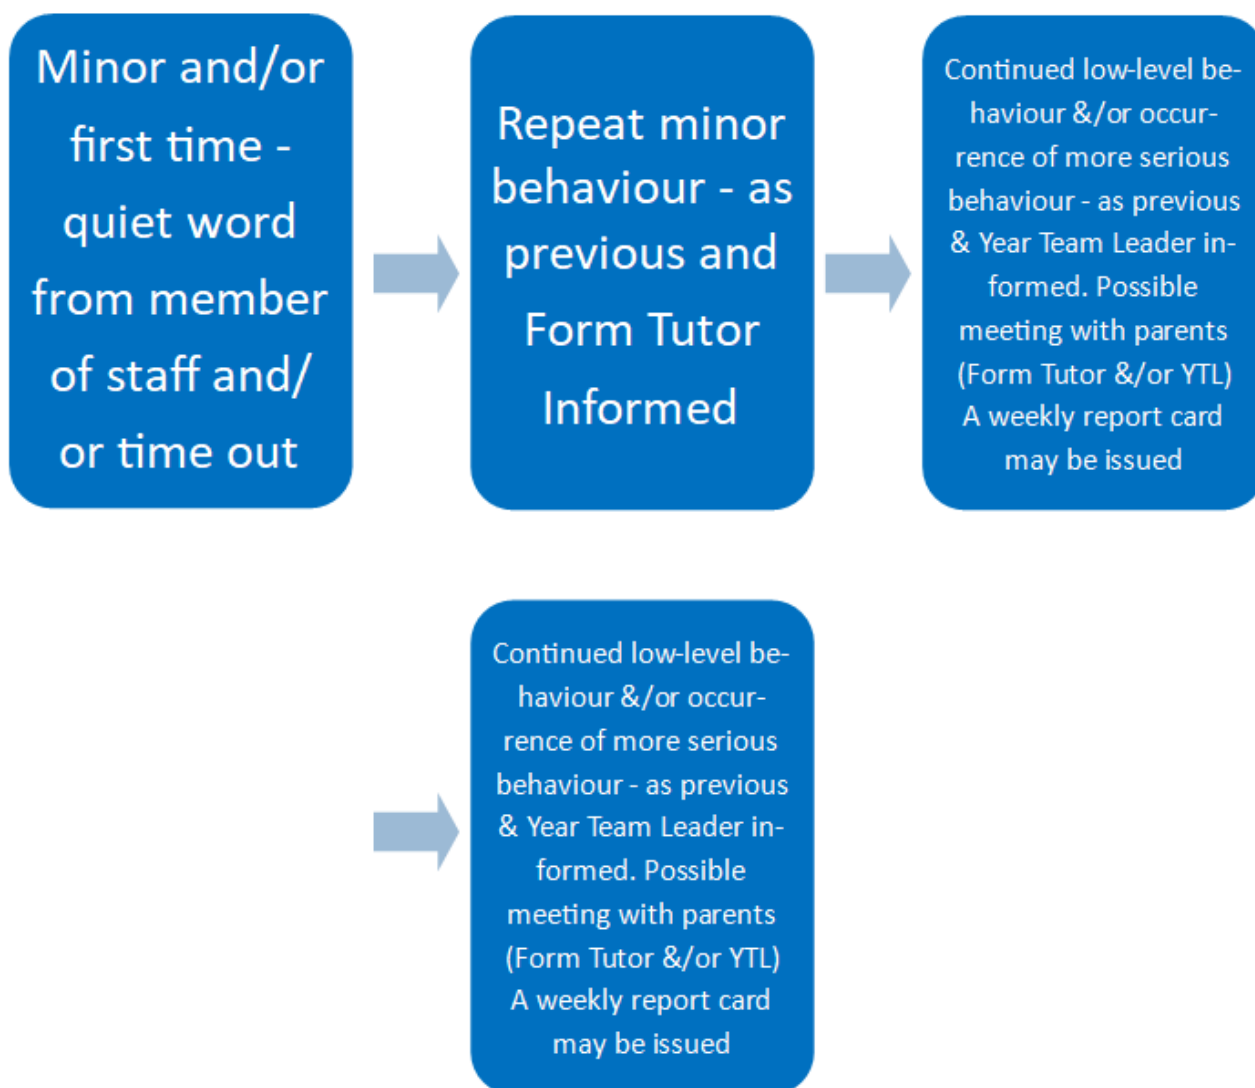 Minor and/or
first time -
quiet word
from member
of staff and/
or time out
Repeat minor
behaviour - as
previous and
Form Tutor
Informed
Continued low-level be-
haviour &/or occur-
rence of more serious
behaviour - as previous
& Year Team Leader in-
formed. Possible
meeting with parents
(Form Tutor &/or YTL)
A weekly report card
may be issued
Continued low-level be-
haviour &/or occur-
rence of more serious
behaviour - as previous
& Year Team Leader in-
formed. Possible
meeting with parents
(Form Tutor &/or YTL)
A weekly report card
may be issued